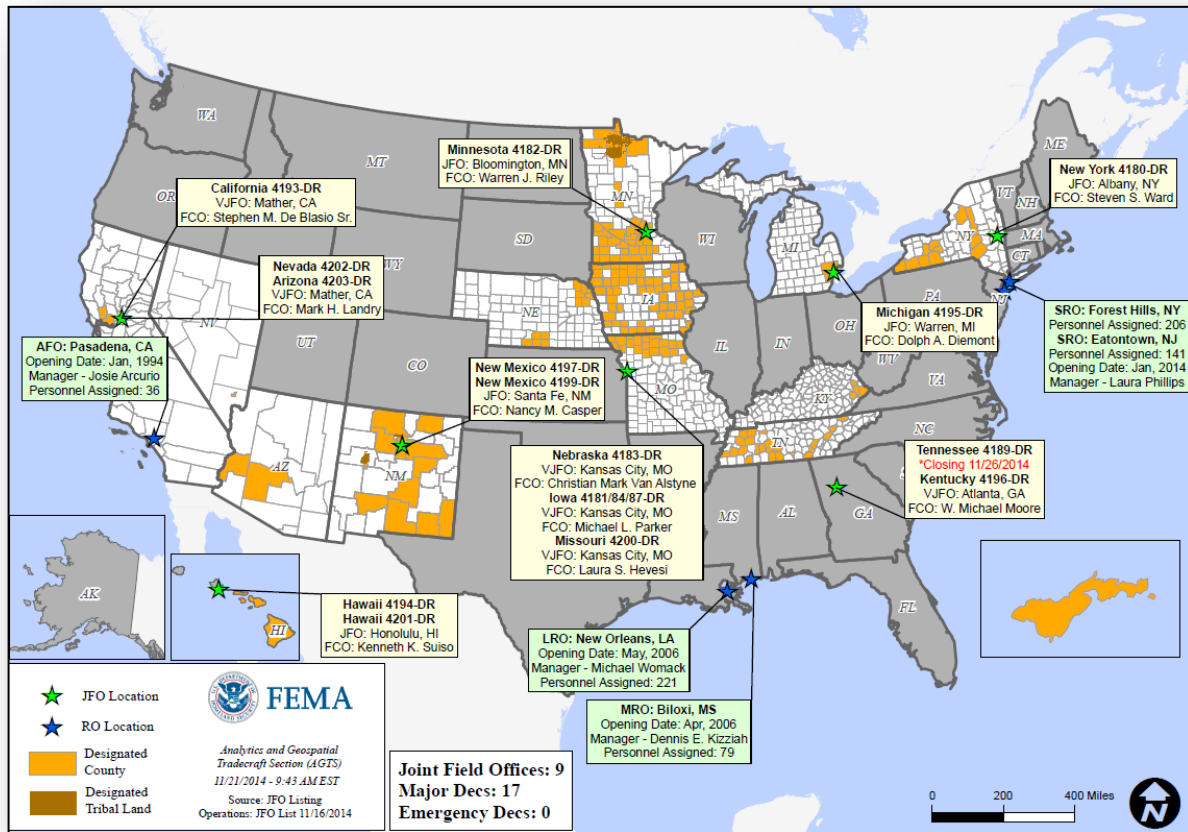 WA
OR
MT
WY
SD
NV
UT
CO
NE
MN
IA
WI
MI
IL
IN
OH
PA
NY
VT
NH
ME
MA
CT
NJ
WV
VA
KY
NC
TN
MO
AZ
NM
MS
AL
GA
FL
AK
HI
California 4193-DR
VJFO: Mather, CA
FCO: Stephen M. De Blasio Sr.
Nevada 4202-DR
Arizona 4203-DR
VJFO: Mather, CA
FCO: Mark H. Landry
AFO: Pasadena, CA
Opening Date: Jan, 1994
Manager - Josie Arcurio
Personnel Assigned: 36
Minnesota 4182-DR
JFO: Bloomington, MN
FCO: Warren J. Riley
New York 4180-DR
JFO: Albany, NY
FCO: Steven S. Ward
Michigan 4195-DR
JFO: Warren, MI
FCO: Dolph A. Diemont
SRO: Forest Hills, NY
Personnel Assigned: 206
SRO: Eatontown, NJ
Personnel Assigned: 141
Opening Date: Jan, 2014
Manager - Laura Phillips
New Mexico 4197-DR
New Mexico 4199-DR
JFO: Santa Fe, NM
FCO: Nancy M. Casper
Nebraska 4183-DR
VJFO: Kansas City, MO
FCO: Christian Mark Van Alstyne
Iowa 4181/84/87-DR
VJFO: Kansas City, MO
FCO: Michael L. Parker
Missouri 4200-DR
VJFO: Kansas City, MO
FCO: Laura S. Hevesi
Tennessee 4189-DR
*Closing 11/26/2014
Kentucky 4196-DR
VJFO: Atlanta, GA
FCO: W. Michael Moore
Hawaii 4194-DR
Hawaii 4201-DR
JFO: Honolulu, HI
FCO: Kenneth K. Suiso
LRO: New Orleans, LA
Opening Date: May, 2006
Manager - Michael Womack
Personnel Assigned: 221
MRO: Biloxi, MS
Opening Date: Apr, 2006
Manager - Dennis E. Kizziah
Personnel Assigned: 79
JFO Location
RO Location
Designated
County
Designated
Tribal Land
FEMA
Analytics and Geospatial
Tradecraft Section (AGTS)
11/21/2014 - 9:43 AM EST
Source: JFO Listing
Operations: JFO List 11/16/2014
Joint Field Offices: 9
Major Decs: 17
Emergency Decs: 0
0 200 400 Miles
N